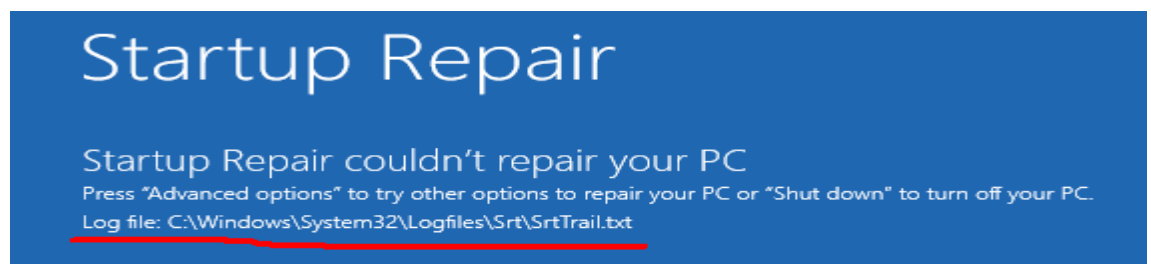 Startup Repair
Startup Repair couldn't repair your PC
Press “Advanced options” to try other options to repair your PC or “Shut down” to turn off your PC.
Log file: C:\Windows\System32\Logfiles\Srt\SrtTrail.txt